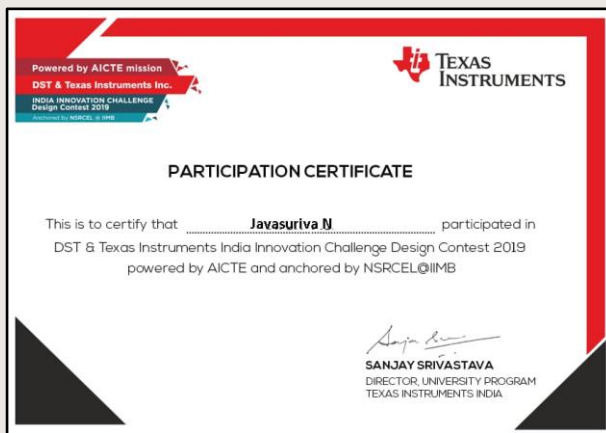 Powered by AICTE mission
DST & Texas Instruments Inc.
INDIA INNOVATION CHALLENGE
Design Contest 2019
Anchored by NSRCEL @ IIMB
TEXAS
INSTRUMENTS
PARTICIPATION CERTIFICATE
This is to certify that Jayasuriya N participated in
DST & Texas Instruments India Innovation Challenge Design Contest 2019
powered by AICTE and anchored by NSRCEL@IIMB
SANJAY SRIVASTAVA
DIRECTOR, UNIVERSITY PROGRAM
TEXAS INSTRUMENTS INDIA